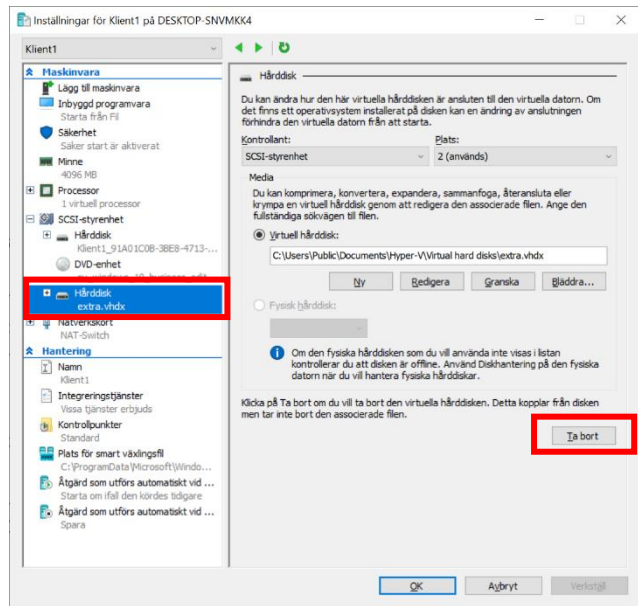 Inställningar för Klient1 på DESKTOP-SNVMKK4
Klient1
Maskinvara
Lägg till maskinvara
Inbyggd programvara
Starta från Fil
Säkerhet
Säker start är aktiverat
Minne
4096 MB
Processor
1 virtuell processor
SCSI-styrenhet
Hårddisk
Klient1_91A01C0B-3BE8-4713-...
DVD-enhet
Hårddisk
extra.vhdx
Nätverkskort
NAT-Switch
Hantering
Namn
Klient1
Integreringstjänster
Vissa tjänster erbjuds
Kontrollpunkter
Standard
Plats för smart växlingsfil
C:\ProgramData\Microsoft\Windo...
Åtgärd som utförs automatiskt vid ...
Starta om ifall den kördes tidigare
Åtgärd som utförs automatiskt vid ...
Spara
Hårddisk
Du kan ändra hur den här virtuella hårddisken är ansluten till den virtuella datorn. Om
det finns ett operativsystem installerat på disken kan en ändring av anslutningen
förhindra den virtuella datorn från att starta.
Kontrollant: Plats:
SCSI-styrenhet 2 (används)
Media
Du kan komprimera, konvertera, expandera, sammanfoga, återansluta eller
krympa en virtuell hårddisk genom att redigera den associerade filen. Ange den
fullständiga sökvägen till filen.
Virtuell hårddisk:
C:\Users\Public\Documents\Hyper-V\Virtual hard disks\extra.vhdx
Ny Redigera Granska Bläddra...
Fysisk hårddisk:
Om den fysiska hårddisken som du vill använda inte visas i listan
kontrollerar du att disken är offline. Använd Diskhantering på den fysiska
datorn när du vill hantera fysiska hårddiskar.
Klicka på Ta bort om du vill ta bort den virtuella hårddisken. Detta kopplar från disken
men tar inte bort den associerade filen.
Ta bort
OK Avbryt Verkställ